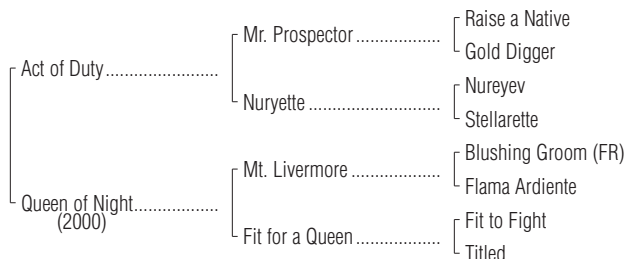 Raise a Native
Mr. Prospector ..................
Gold Digger
Act of Duty........................
Nureyev
Nuryette ............................
Stellarette
Blushing Groom (FR)
Mt. Livermore ...................
Flama Ardiente
Queen of Night..................
(2000)
Fit to Fight
Fit for a Queen ..................
Titled